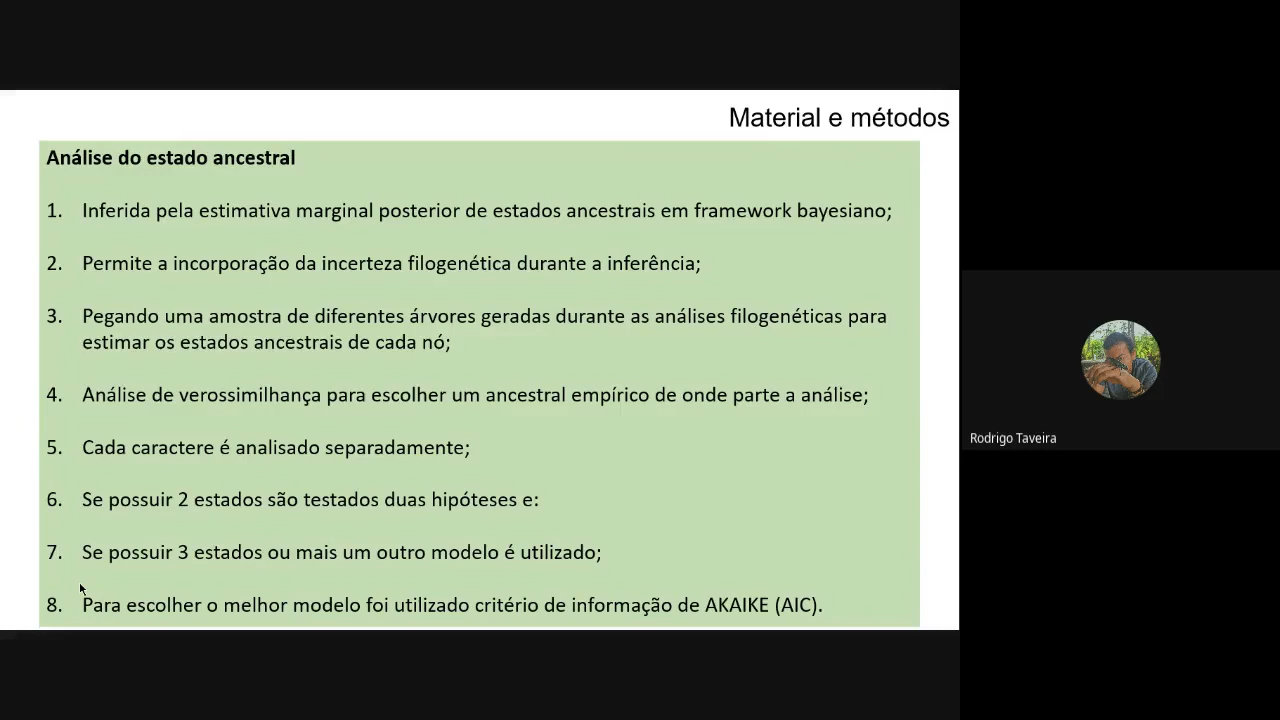 Material e métodos
Análise do estado ancestral
1. Inferida pela estimativa marginal posterior de estados ancestrais em framework bayesiano;
2. Permite a incorporação da incerteza filogenética durante a inferência;
3. Pegando uma amostra de diferentes árvores geradas durante as análises filogenéticas para
estimar os estados ancestrais de cada nó;
4. Análise de verossimilhança para escolher um ancestral empírico de onde parte a análise;
5. Cada caractere é analisado separadamente;
6. Se possuir 2 estados são testados duas hipóteses e:
7. Se possuir 3 estados ou mais um outro modelo é utilizado;
8. Para escolher o melhor modelo foi utilizado critério de informação de AKAIKE (AIC).
Rodrigo Taveira